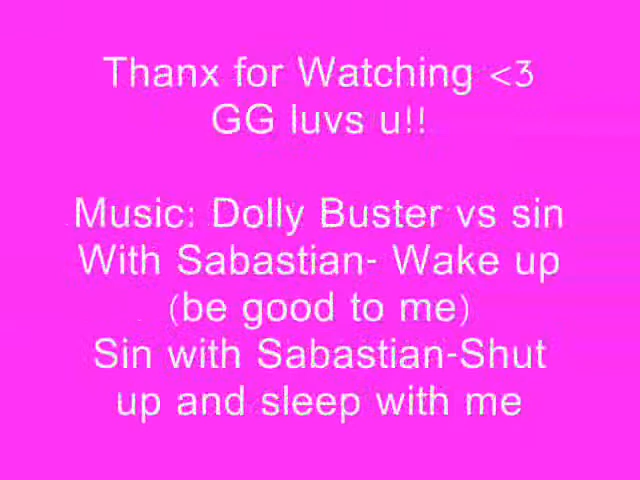 Thanx for Watching <3
GG luvs u!!
Music: Dolly Buster vs sin
With Sabastian- Wake up
(be good to me)
Sin with Sabastian-Shut
up and sleep with me